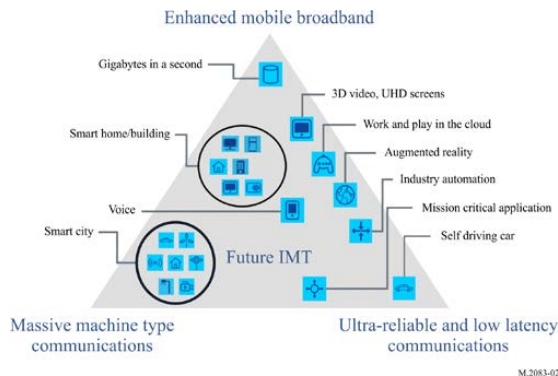 Enhanced mobile broadband
Gigabytes in a second
3D video, UHD screens
Smart home/building
Work and play in the cloud
Augmented reality
Industry automation
Voice
Mission critical application
Smart city
Self driving car
Future IMT
Massive machine type
communications
Ultra-reliable and low latency
communications
M.2083-02